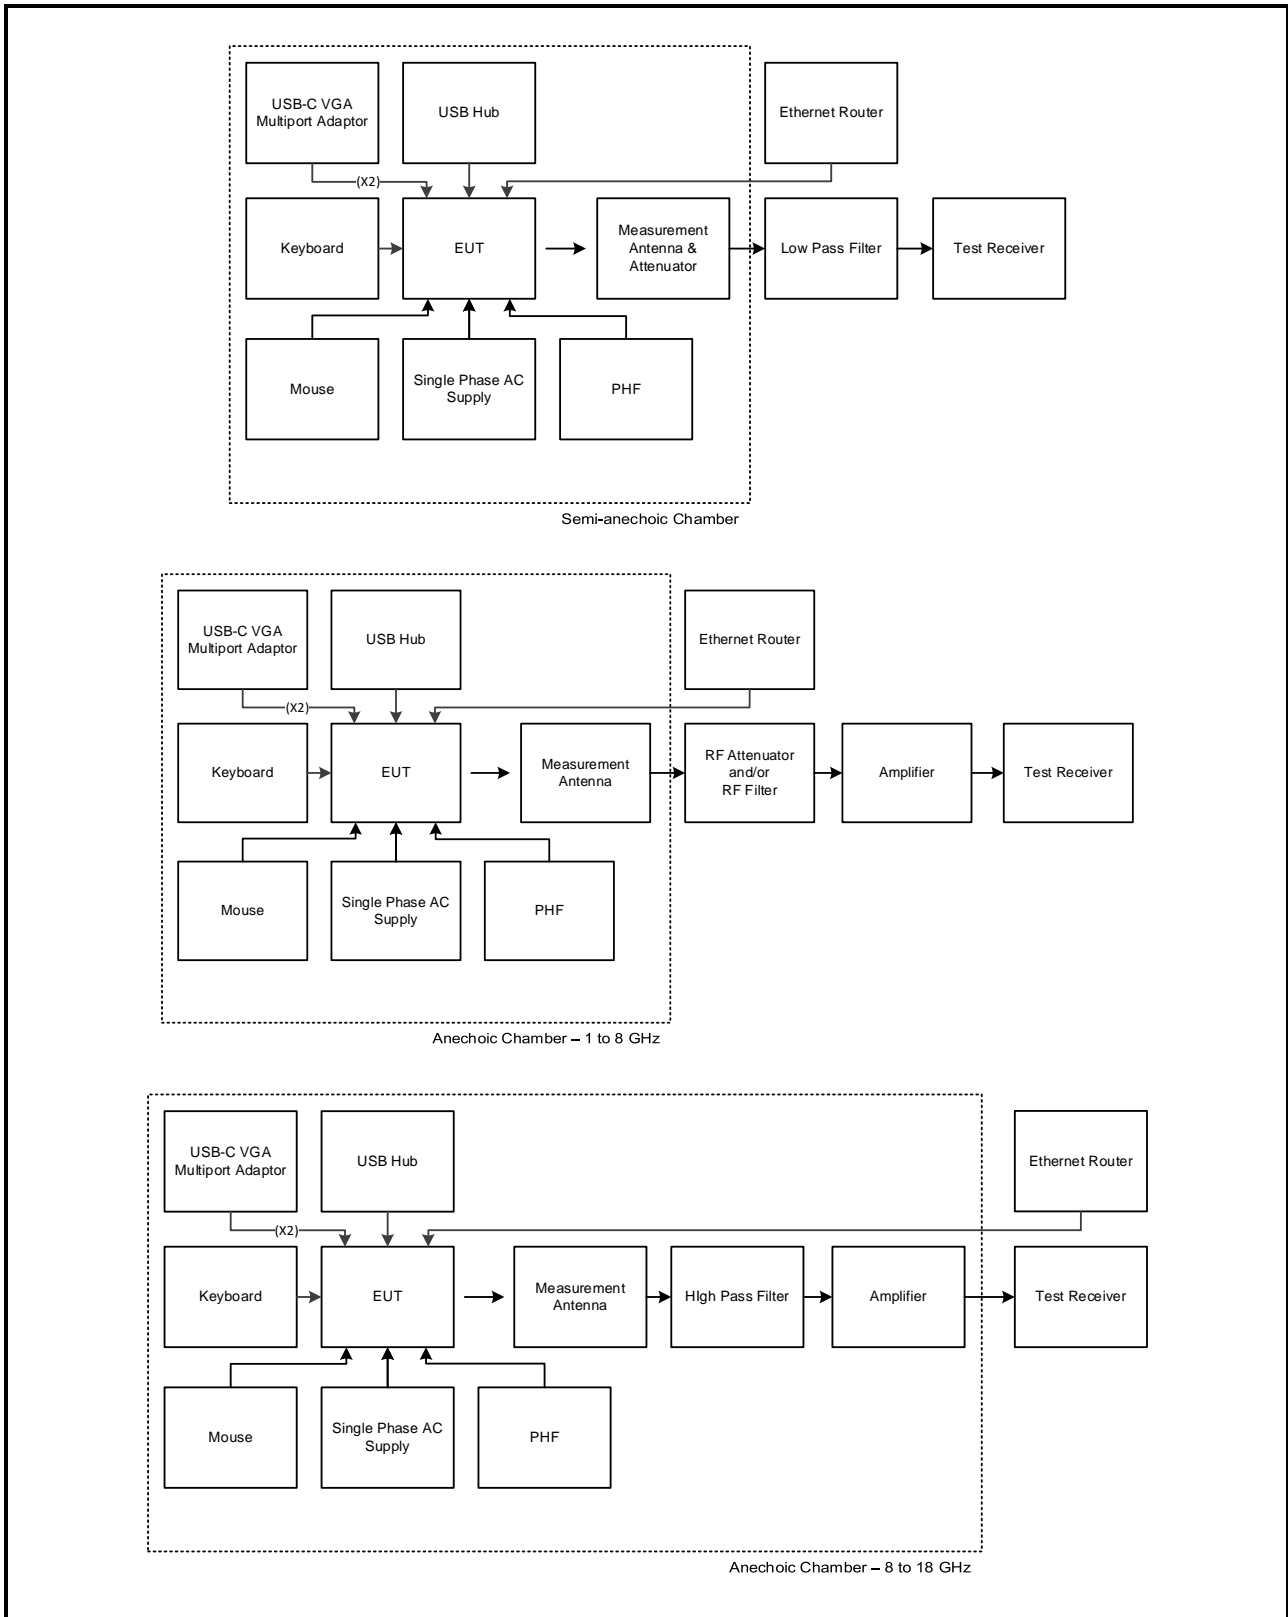 USB-C VGA
Multiport Adaptor
USB Hub
Ethernet Router
(X2)
Keyboard
EUT
Measurement
Antenna &
Attenuator
Low Pass Filter
Test Receiver
Mouse
Single Phase AC
Supply
PHF
Semi-anechoic Chamber
USB-C VGA
Multiport Adaptor
USB Hub
Ethernet Router
(X2)
Keyboard
EUT
Measurement
Antenna
RF Attenuator
and/or
RF Filter
Amplifier
Test Receiver
Mouse
Single Phase AC
Supply
PHF
Anechoic Chamber – 1 to 8 GHz
USB-C VGA
Multiport Adaptor
USB Hub
Ethernet Router
(X2)
Keyboard
EUT
Measurement
Antenna
HIgh Pass Filter
Amplifier
Test Receiver
Mouse
Single Phase AC
Supply
PHF
Anechoic Chamber – 8 to 18 GHz